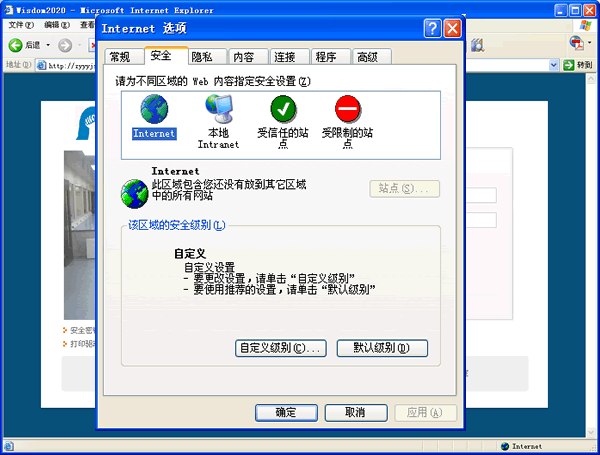 Wisdom2020 - Microsoft Internet Explorer
文件(F) 编辑(E)
后退
地址(D)
转到
Internet 选项
常规 安全 隐私 内容 连接 程序 高级
请为不同区域的 Web 内容指定安全设置(Z)
Internet
本地
Intranet
受信任的站
点
受限制的站
点
Internet
此区域包含您还没有放到其它区域
中的所有网站
站点(S)...
该区域的安全级别(L)
自定义
自定义设置
- 要更改设置，请单击“自定义级别”
- 要使用推荐的设置，请单击“默认级别”
自定义级别(C)...
默认级别(D)
安全密
打印驱
确定 取消 应用(A)
Internet